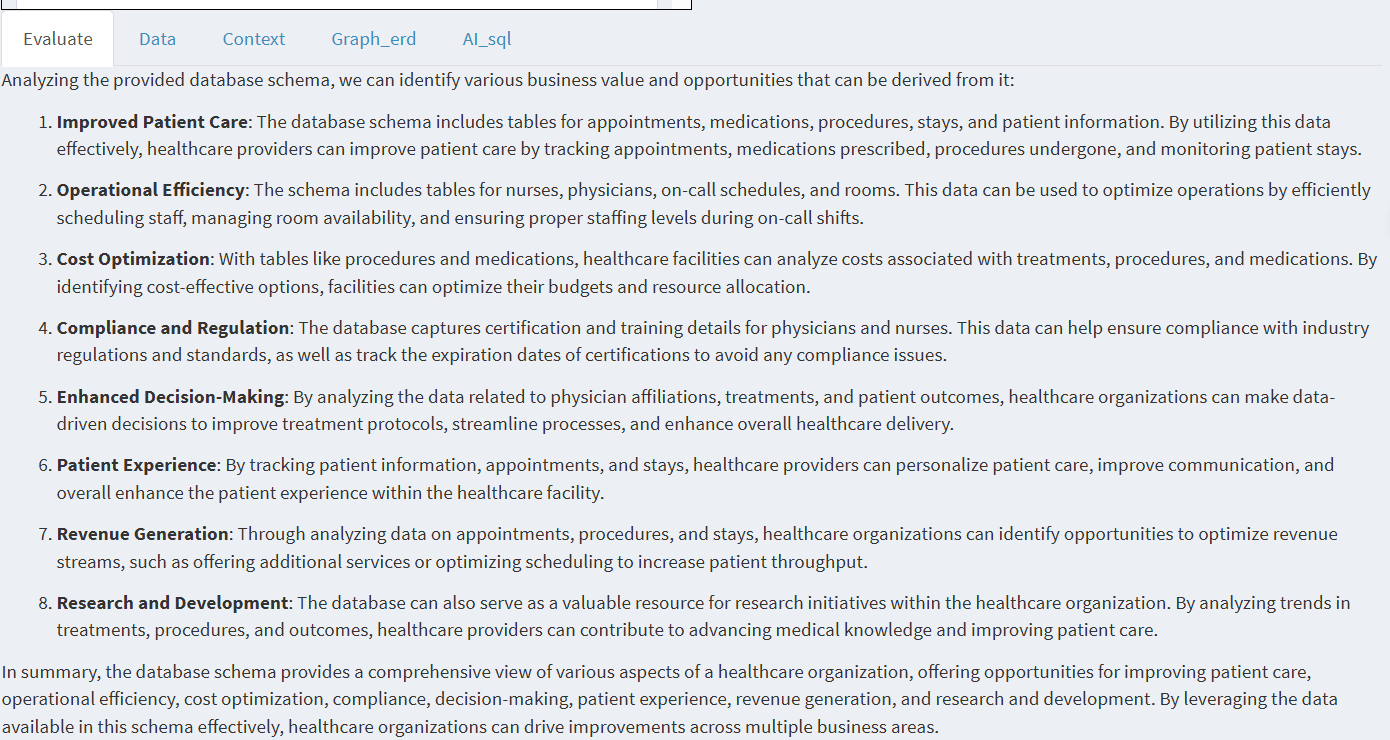 Evaluate Data Context Graph_erd AI_sql
Analyzing the provided database schema, we can identify various business value and opportunities that can be derived from it:
1. Improved Patient Care: The database schema includes tables for appointments, medications, procedures, stays, and patient information. By utilizing this data
effectively, healthcare providers can improve patient care by tracking appointments, medications prescribed, procedures undergone, and monitoring patient stays.
2. Operational Efficiency: The schema includes tables for nurses, physicians, on-call schedules, and rooms. This data can be used to optimize operations by efficiently
scheduling staff, managing room availability, and ensuring proper staffing levels during on-call shifts.
3. Cost Optimization: With tables like procedures and medications, healthcare facilities can analyze costs associated with treatments, procedures, and medications. By
identifying cost-effective options, facilities can optimize their budgets and resource allocation.
4. Compliance and Regulation: The database captures certification and training details for physicians and nurses. This data can help ensure compliance with industry
regulations and standards, as well as track the expiration dates of certifications to avoid any compliance issues.
5. Enhanced Decision-Making: By analyzing the data related to physician affiliations, treatments, and patient outcomes, healthcare organizations can make data-
driven decisions to improve treatment protocols, streamline processes, and enhance overall healthcare delivery.
6. Patient Experience: By tracking patient information, appointments, and stays, healthcare providers can personalize patient care, improve communication, and
overall enhance the patient experience within the healthcare facility.
7. Revenue Generation: Through analyzing data on appointments, procedures, and stays, healthcare organizations can identify opportunities to optimize revenue
streams, such as offering additional services or optimizing scheduling to increase patient throughput.
8. Research and Development: The database can also serve as a valuable resource for research initiatives within the healthcare organization. By analyzing trends in
treatments, procedures, and outcomes, healthcare providers can contribute to advancing medical knowledge and improving patient care.
In summary, the database schema provides a comprehensive view of various aspects of a healthcare organization, offering opportunities for improving patient care,
operational efficiency, cost optimization, compliance, decision-making, patient experience, revenue generation, and research and development. By leveraging the data
available in this schema effectively, healthcare organizations can drive improvements across multiple business areas.